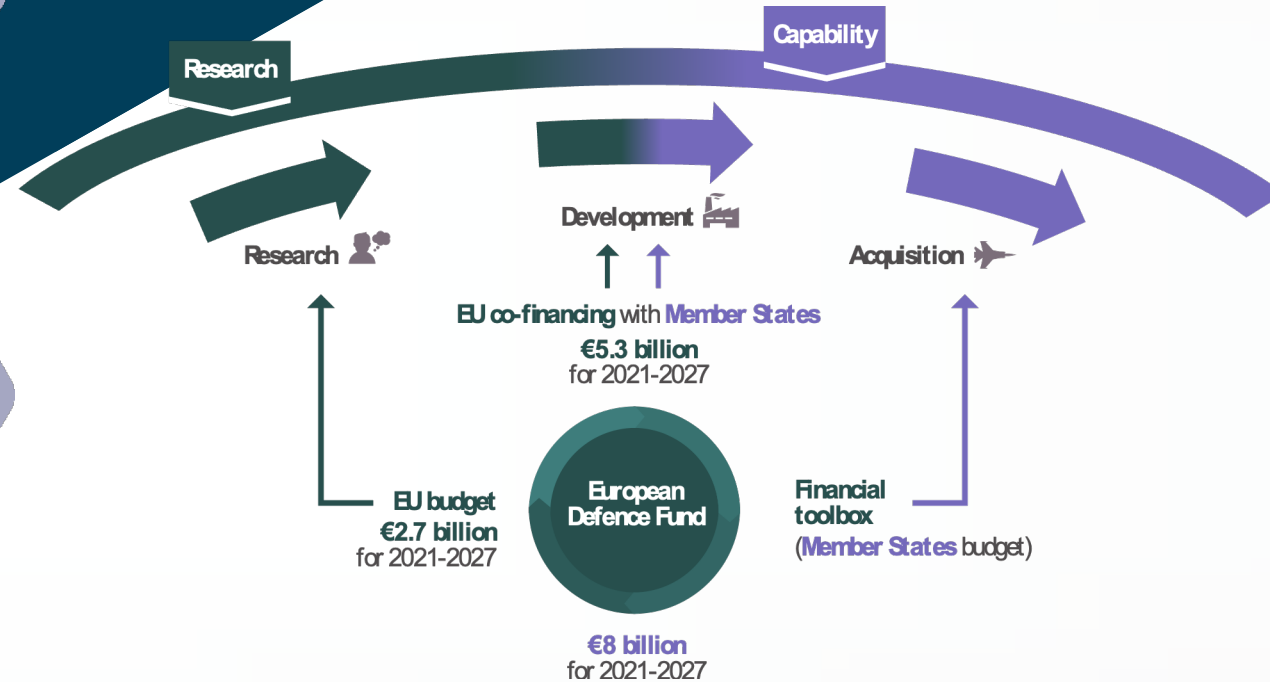 Research
Capability
Research
Development
Acquisition
EU co-financing with Member States
€5.3 billion
for 2021-2027
EU budget
€2.7 billion
for 2021-2027
European
Defence Fund
Financial
toolbox
(Member States budget)
€8 billion
for 2021-2027